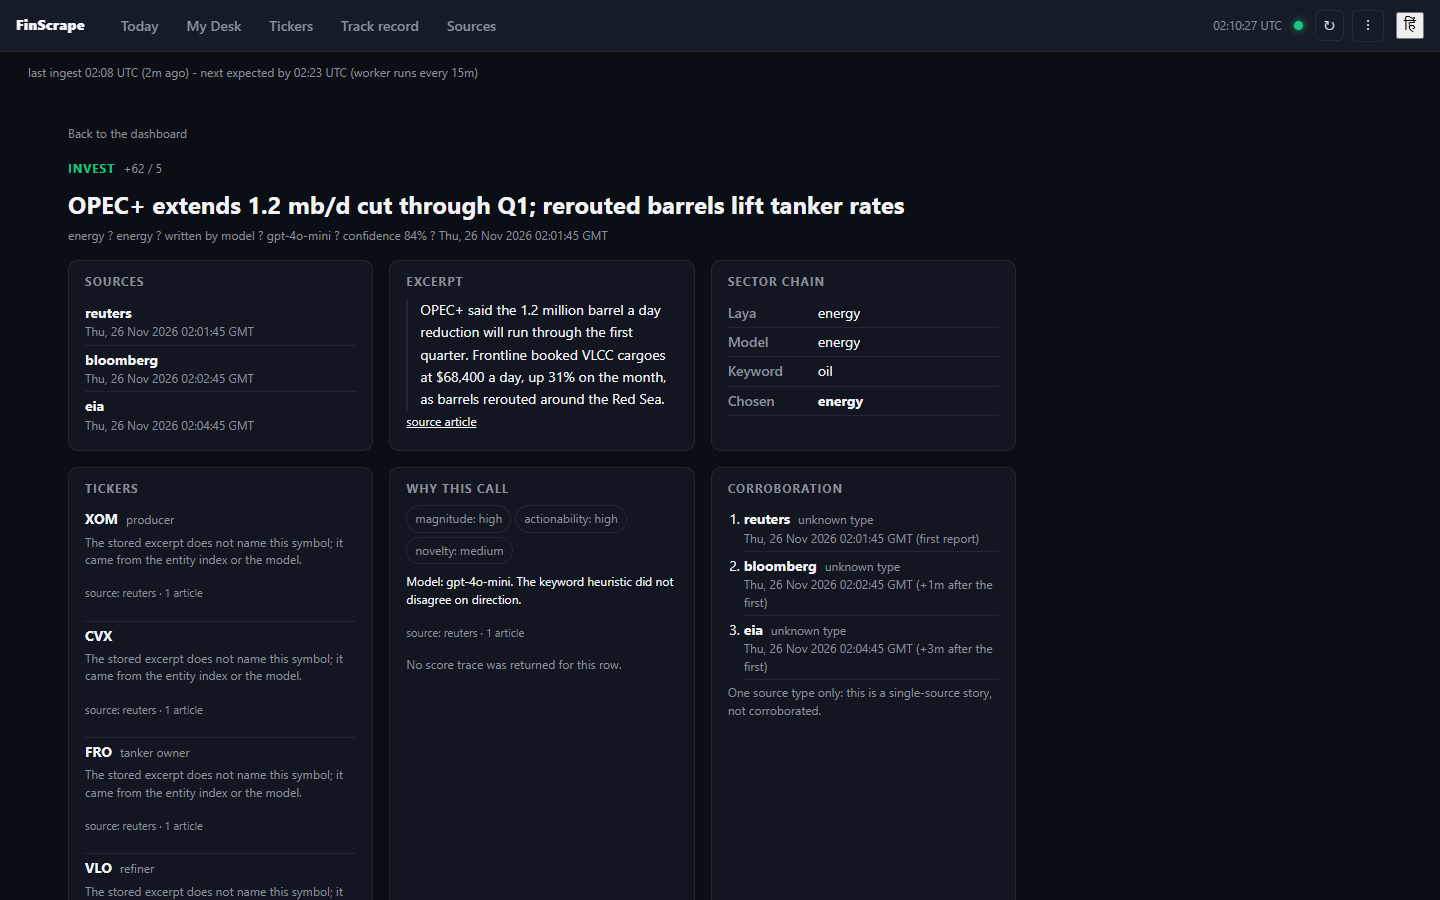 FinScrape Today My Desk Tickers Track record Sources 02:10:27 UTC ↻ ⋮ हिं
last ingest 02:08 UTC (2m ago) - next expected by 02:23 UTC (worker runs every 15m)
Back to the dashboard
INVEST +62 / 5
OPEC+ extends 1.2 mb/d cut through Q1; rerouted barrels lift tanker rates
energy ? energy ? written by model ? gpt-4o-mini ? confidence 84% ? Thu, 26 Nov 2026 02:01:45 GMT
SOURCES
reuters
Thu, 26 Nov 2026 02:01:45 GMT
bloomberg
Thu, 26 Nov 2026 02:02:45 GMT
eia
Thu, 26 Nov 2026 02:04:45 GMT
EXCERPT
OPEC+ said the 1.2 million barrel a day
reduction will run through the first
quarter. Frontline booked VLCC cargoes
at $68,400 a day, up 31% on the month,
as barrels rerouted around the Red Sea.
source article
SECTOR CHAIN
Laya energy
Model energy
Keyword oil
Chosen energy
TICKERS
XOM producer
The stored excerpt does not name this symbol; it
came from the entity index or the model.
source: reuters · 1 article
CVX
The stored excerpt does not name this symbol; it
came from the entity index or the model.
source: reuters · 1 article
FRO tanker owner
The stored excerpt does not name this symbol; it
came from the entity index or the model.
source: reuters · 1 article
VLO refiner
The stored excerpt does not name this symbol; it
WHY THIS CALL
magnitude: high actionability: high
novelty: medium
Model: gpt-4o-mini. The keyword heuristic did not
disagree on direction.
source: reuters · 1 article
No score trace was returned for this row.
CORROBORATION
1. reuters unknown type
Thu, 26 Nov 2026 02:01:45 GMT (first report)
2. bloomberg unknown type
Thu, 26 Nov 2026 02:02:45 GMT (+1m after the
first)
3. eia unknown type
Thu, 26 Nov 2026 02:04:45 GMT (+3m after the
first)
One source type only: this is a single-source story,
not corroborated.